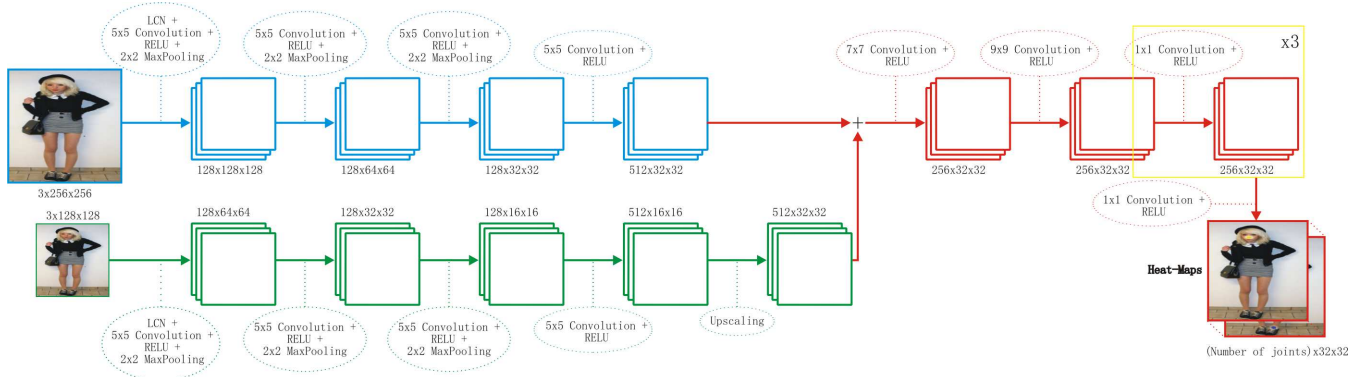 LCN +
5x5 Convolution +
RELU +
2x2 MaxPooling
5x5 Convolution +
RELU +
2x2 MaxPooling
5x5 Convolution +
RELU +
2x2 MaxPooling
5x5 Convolution +
RELU
7x7 Convolution +
RELU
9x9 Convolution +
RELU
1x1 Convolution +
RELU
x3
+
3x256x256
128x128x128
128x64x64
128x32x32
512x32x32
256x32x32
256x32x32
256x32x32
3x128x128
128x64x64
128x32x32
128x16x16
512x16x16
512x32x32
1x1 Convolution +
RELU
Heat-Maps
LCN +
5x5 Convolution +
RELU +
2x2 MaxPooling
5x5 Convolution +
RELU +
2x2 MaxPooling
5x5 Convolution +
RELU +
2x2 MaxPooling
5x5 Convolution +
RELU
Upscaling
(Number of joints)x32x32